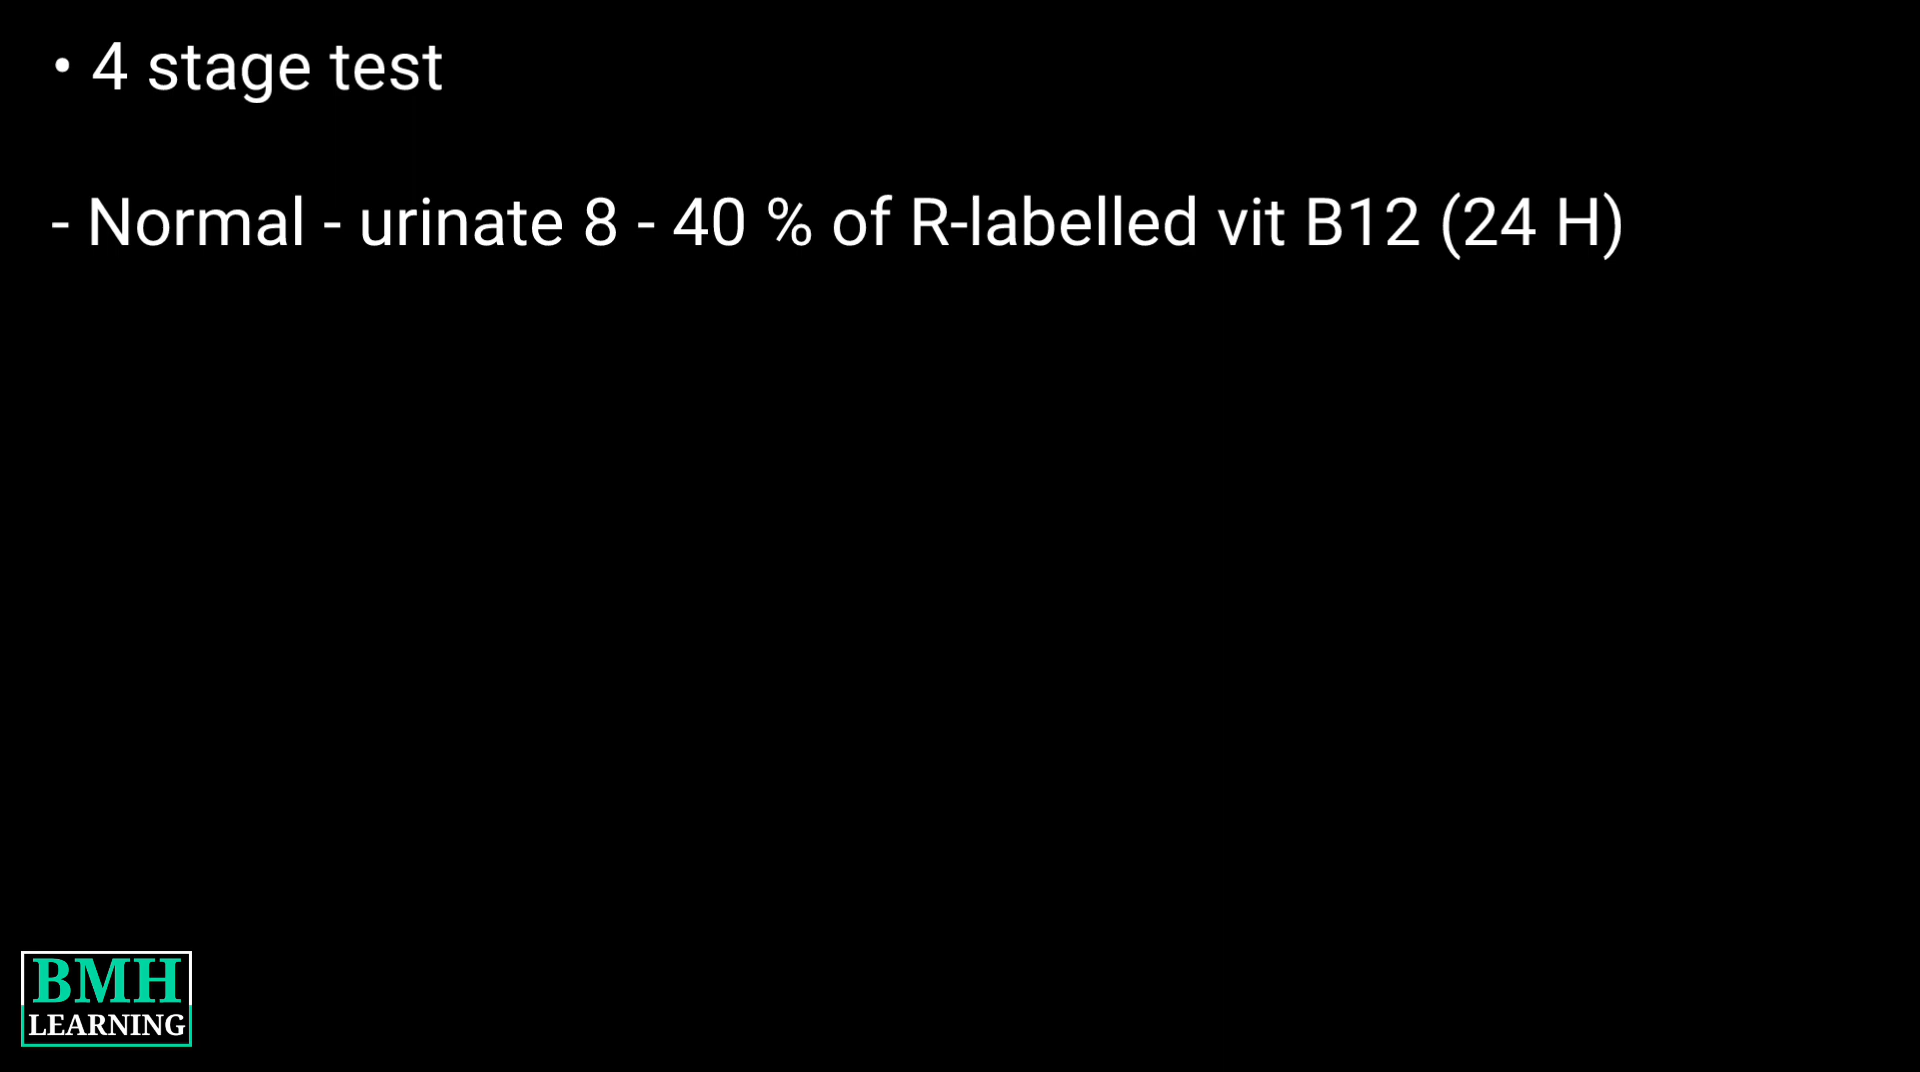 • 4 stage test
- Normal - urinate 8 - 40 % of R-labelled vit B12 (24 H)
BMH
LEARNING